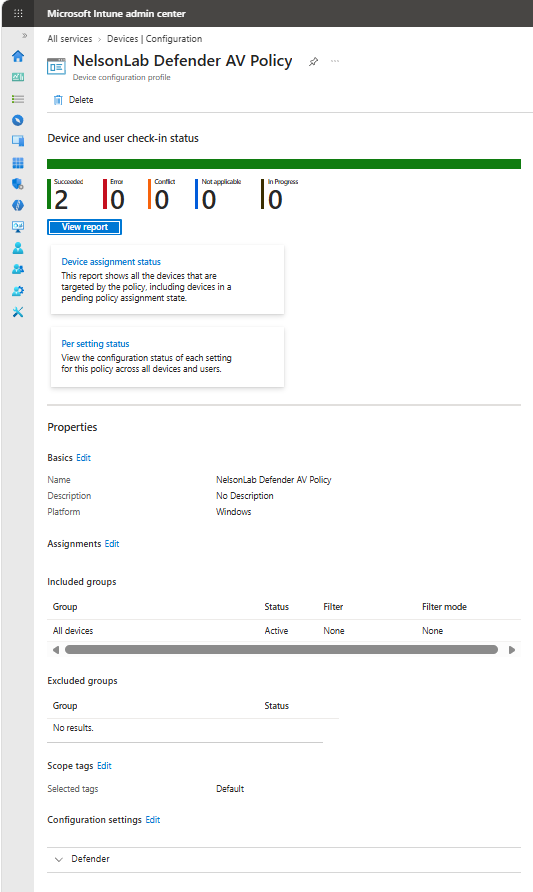 Microsoft Intune admin center
All services > Devices | Configuration
NelsonLab Defender AV Policy
Device configuration profile
Delete
Device and user check-in status
Succeeded Error Conflict Not applicable In Progress
2 0 0 0 0
View report
Device assignment status
This report shows all the devices that are
targeted by the policy, including devices in a
pending policy assignment state.
Per setting status
View the configuration status of each setting
for this policy across all devices and users.
Properties
Basics Edit
Name NelsonLab Defender AV Policy
Description No Description
Platform Windows
Assignments Edit
Included groups
Group Status Filter Filter mode
All devices Active None None
Excluded groups
Group Status
No results.
Scope tags Edit
Selected tags Default
Configuration settings Edit
Defender